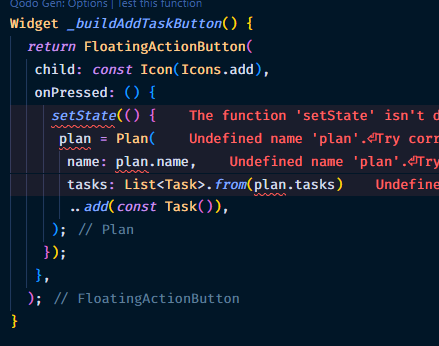 Qodo Gen: Options | Test this function
Widget _buildAddTaskButton() {
return FloatingActionButton(
child: const Icon(Icons.add),
onPressed: () {
setState(() { The function 'setState' isn't d
plan = Plan( Undefined name 'plan'.⏎Try corr
name: plan.name, Undefined name 'plan'.⏎Try
tasks: List<Task>.from(plan.tasks) Undefine
..add(const Task()),
); // Plan
});
},
); // FloatingActionButton
}